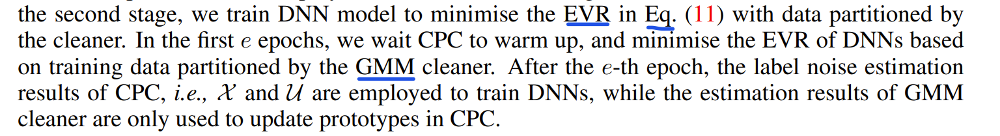 the second stage, we train DNN model to minimise the EVR in Eq. (11) with data partitioned by
the cleaner. In the first e epochs, we wait CPC to warm up, and minimise the EVR of DNNs based
on training data partitioned by the GMM cleaner. After the e-th epoch, the label noise estimation
results of CPC, i.e., 𝒳 and 𝒰 are employed to train DNNs, while the estimation results of GMM
cleaner are only used to update prototypes in CPC.